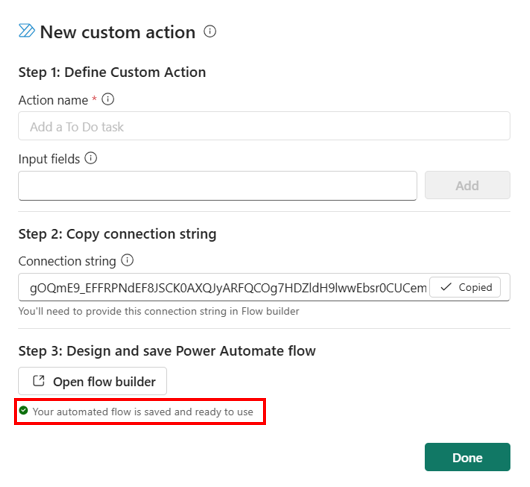 New custom action
Step 1: Define Custom Action
Action name *
Add a To Do task
Input fields
Add
Step 2: Copy connection string
Connection string
gOQmE9_EFFRPNdEF8JSCK0AXQJyARFQCOg7HDZldH9lwwEbsr0CUCem
Copied
You'll need to provide this connection string in Flow builder
Step 3: Design and save Power Automate flow
Open flow builder
Your automated flow is saved and ready to use
Done